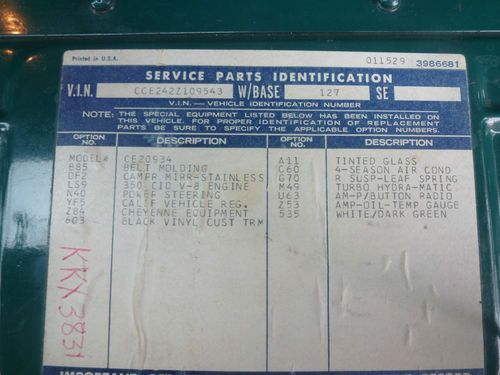 Printed in U.S.A. 011529 3986681
SERVICE PARTS IDENTIFICATION
V.I.N. CCE242Z109543 W/BASE 127 SE
V.I.N. — VEHICLE IDENTIFICATION NUMBER
NOTE: THE SPECIAL EQUIPMENT LISTED BELOW HAS BEEN INSTALLED ON
THIS VEHICLE. FOR PROPER IDENTIFICATION OF REPLACEMENT
PARTS BE SURE TO SPECIFY THE APPLICABLE OPTION NUMBERS.
OPTION NO. DESCRIPTION OPTION NO. DESCRIPTION
MODEL# CE20934 A11 TINTED GLASS
B85 BELT MOLDING C60 4-SEASON AIR COND
DF2 CAMPR MIRR-STAINLESS G70 R SUSP-LEAF SPRING
LS9 350 CID V-8 ENGINE M49 TURBO HYDRA-MATIC
N40 POWER STEERING U63 AM-P/BUTTON RADIO
YF5 CALIF VEHICLE REG. Z53 AMP-OIL-TEMP GAUGE
Z84 CHEYENNE EQUIPMENT 535 WHITE/DARK GREEN
603 BLACK VINYL CUST TRM
KKX3831